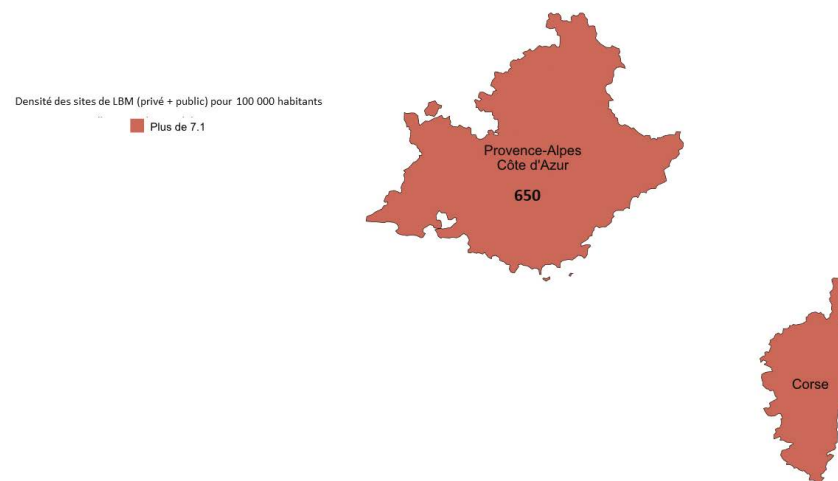 Densité des sites de LBM (privé + public) pour 100 000 habitants
Plus de 7.1
Provence-Alpes
Côte d'Azur
650
Corse